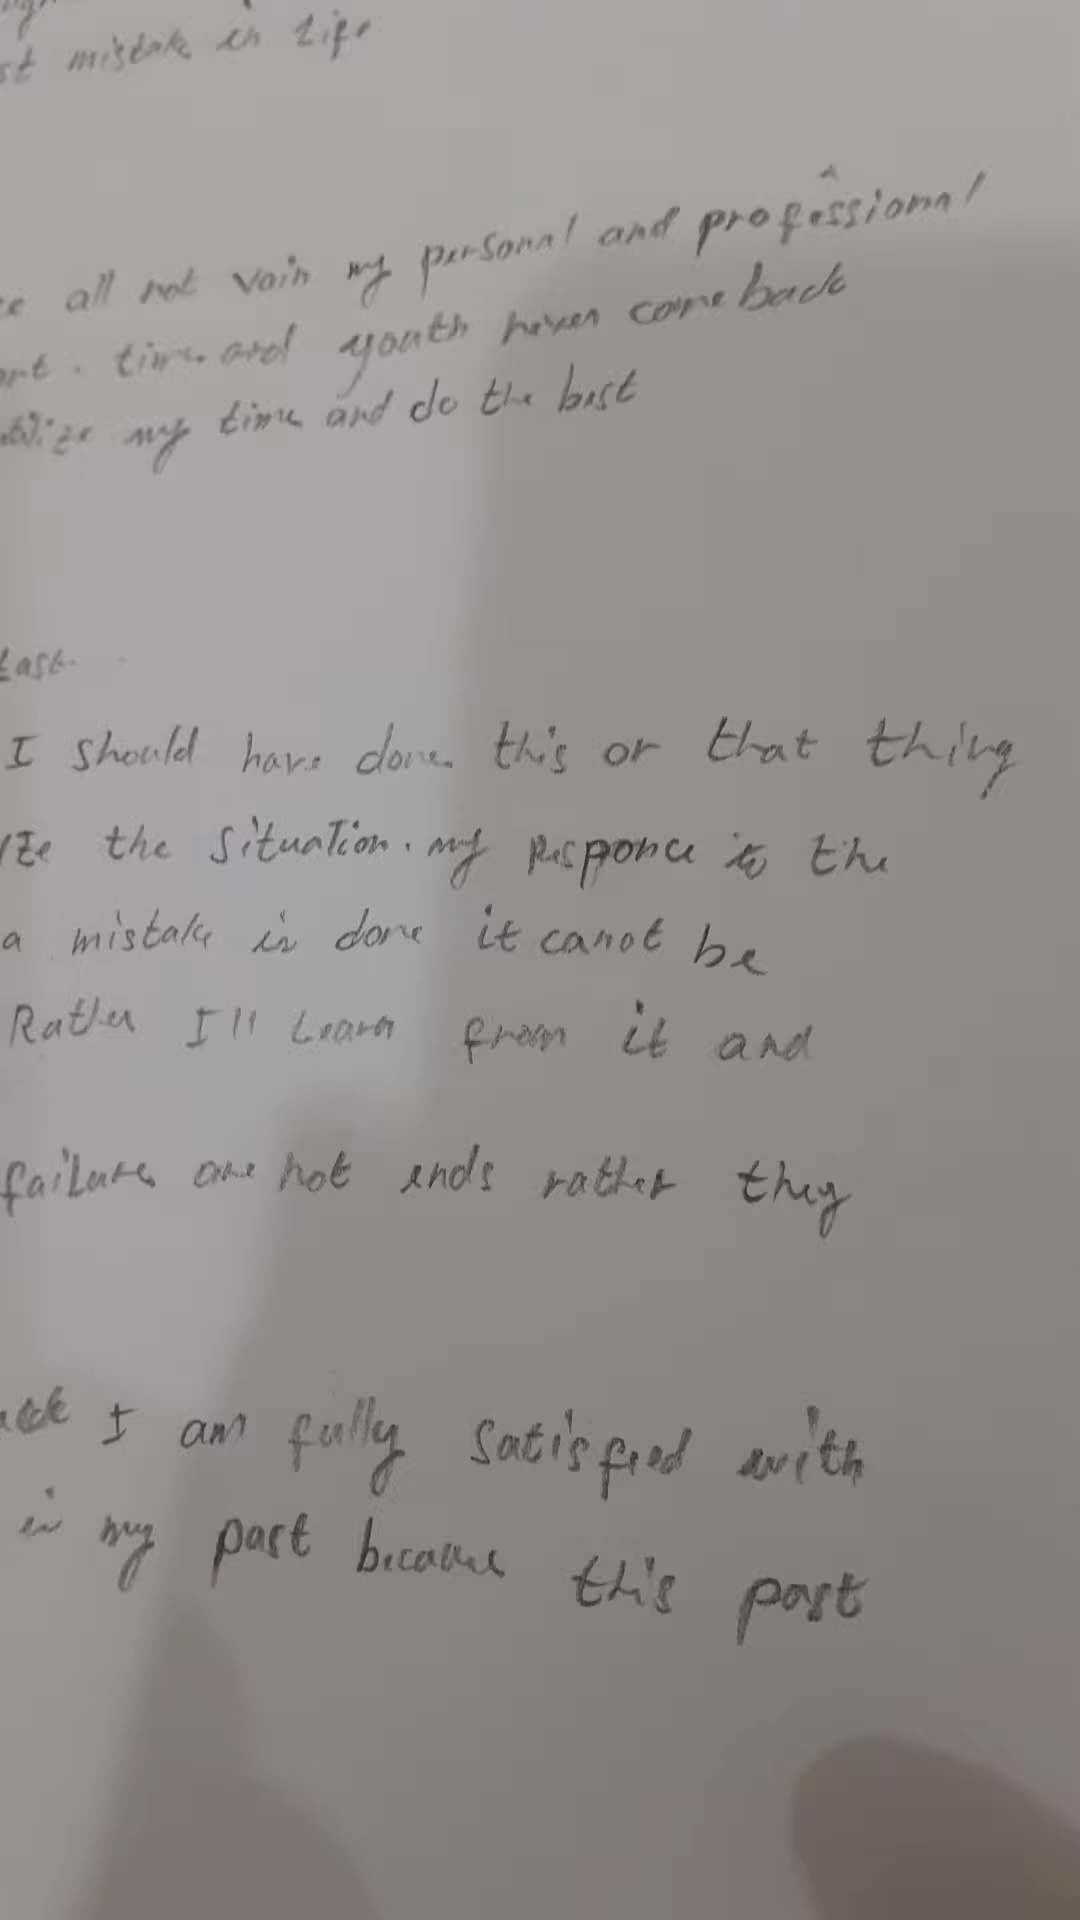 mistake in life
all not vain my personal and professional
time and youth never come back
my time and do the best
I should have done this or that thing
the situation. my Responce to the
a mistake is done it canot be
Rather I'll Learn from it and
failure are not ends rather they
I am fully satisfied with
in my past because this past